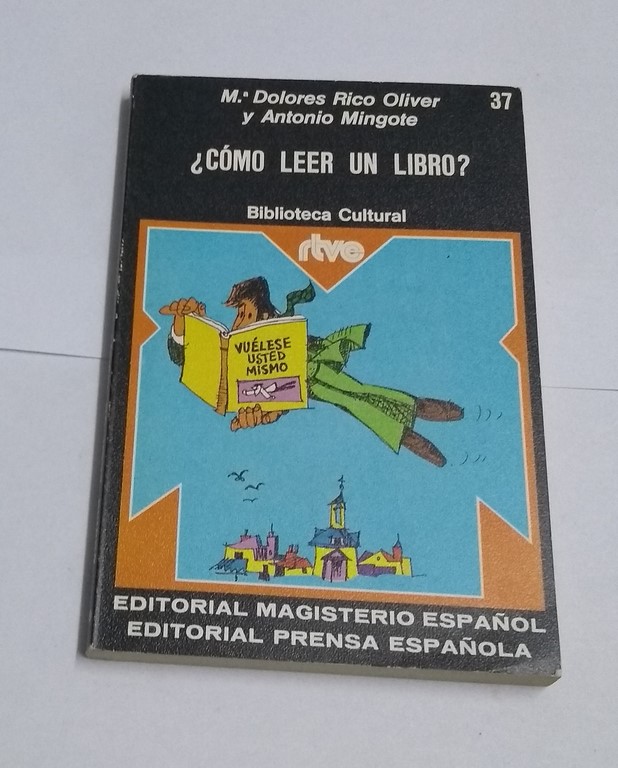 M.ª Dolores Rico Oliver
y Antonio Mingote
37
¿CÓMO LEER UN LIBRO?
Biblioteca Cultural
rtve
VUÉLESE
USTED
MISMO
EDITORIAL MAGISTERIO ESPAÑOL
EDITORIAL PRENSA ESPAÑOLA